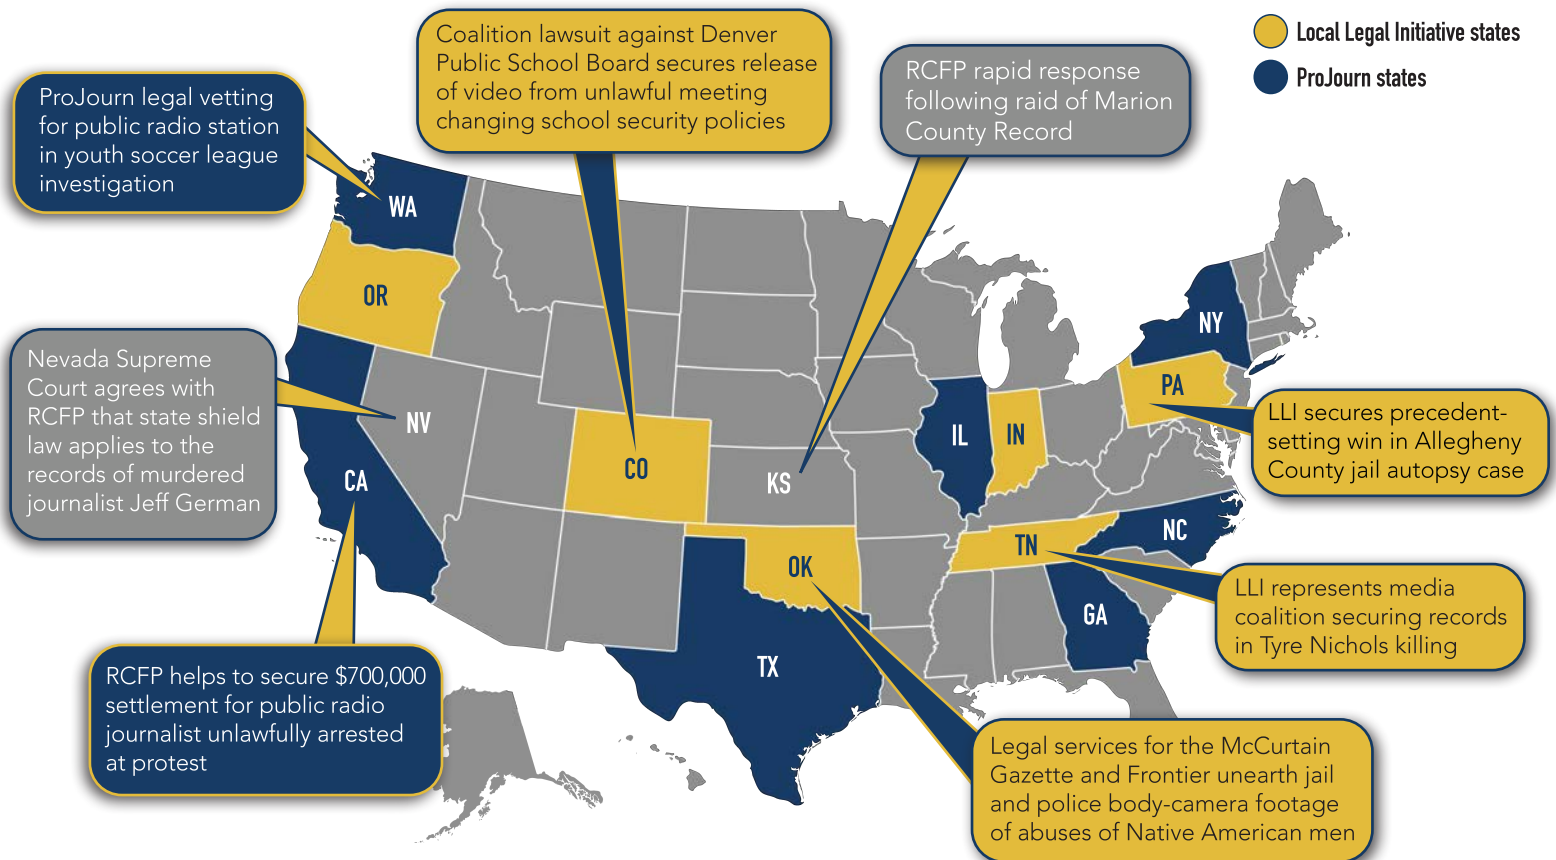 Coalition lawsuit against Denver
Public School Board secures release
of video from unlawful meeting
changing school security policies
Local Legal Initiative states
ProJourn states
RCFP rapid response
following raid of Marion
County Record
ProJourn legal vetting
for public radio station
in youth soccer league
investigation
WA
OR
NY
Nevada Supreme
Court agrees with
RCFP that state shield
law applies to the
records of murdered
journalist Jeff German
NV
CA
CO
KS
IL
IN
PA
LLI secures precedent-
setting win in Allegheny
County jail autopsy case
OK
TN
NC
GA
TX
LLI represents media
coalition securing records
in Tyre Nichols killing
RCFP helps to secure $700,000
settlement for public radio
journalist unlawfully arrested
at protest
Legal services for the McCurtain
Gazette and Frontier unearth jail
and police body-camera footage
of abuses of Native American men